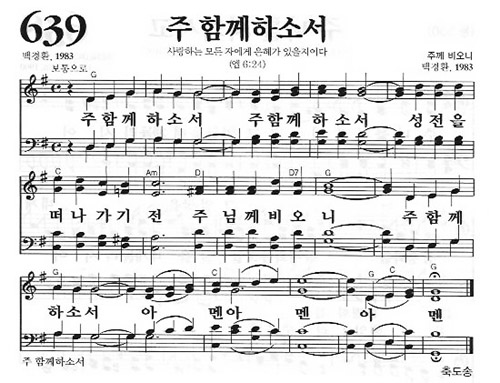 639
주 함께하소서
사랑하는 모든 자에게 은혜가 있을지어다
백경환, 1983
(엡 6:24)
주께 비오니
백경환, 1983
보통으로
G
주함께 하소서 주함께 하소서 성전을
C Am D D7 G
떠나가기 전 주님께비오니 주함께
G C G C G
하소서 아 멘아 멘 아 멘
주 함께하소서
축도송